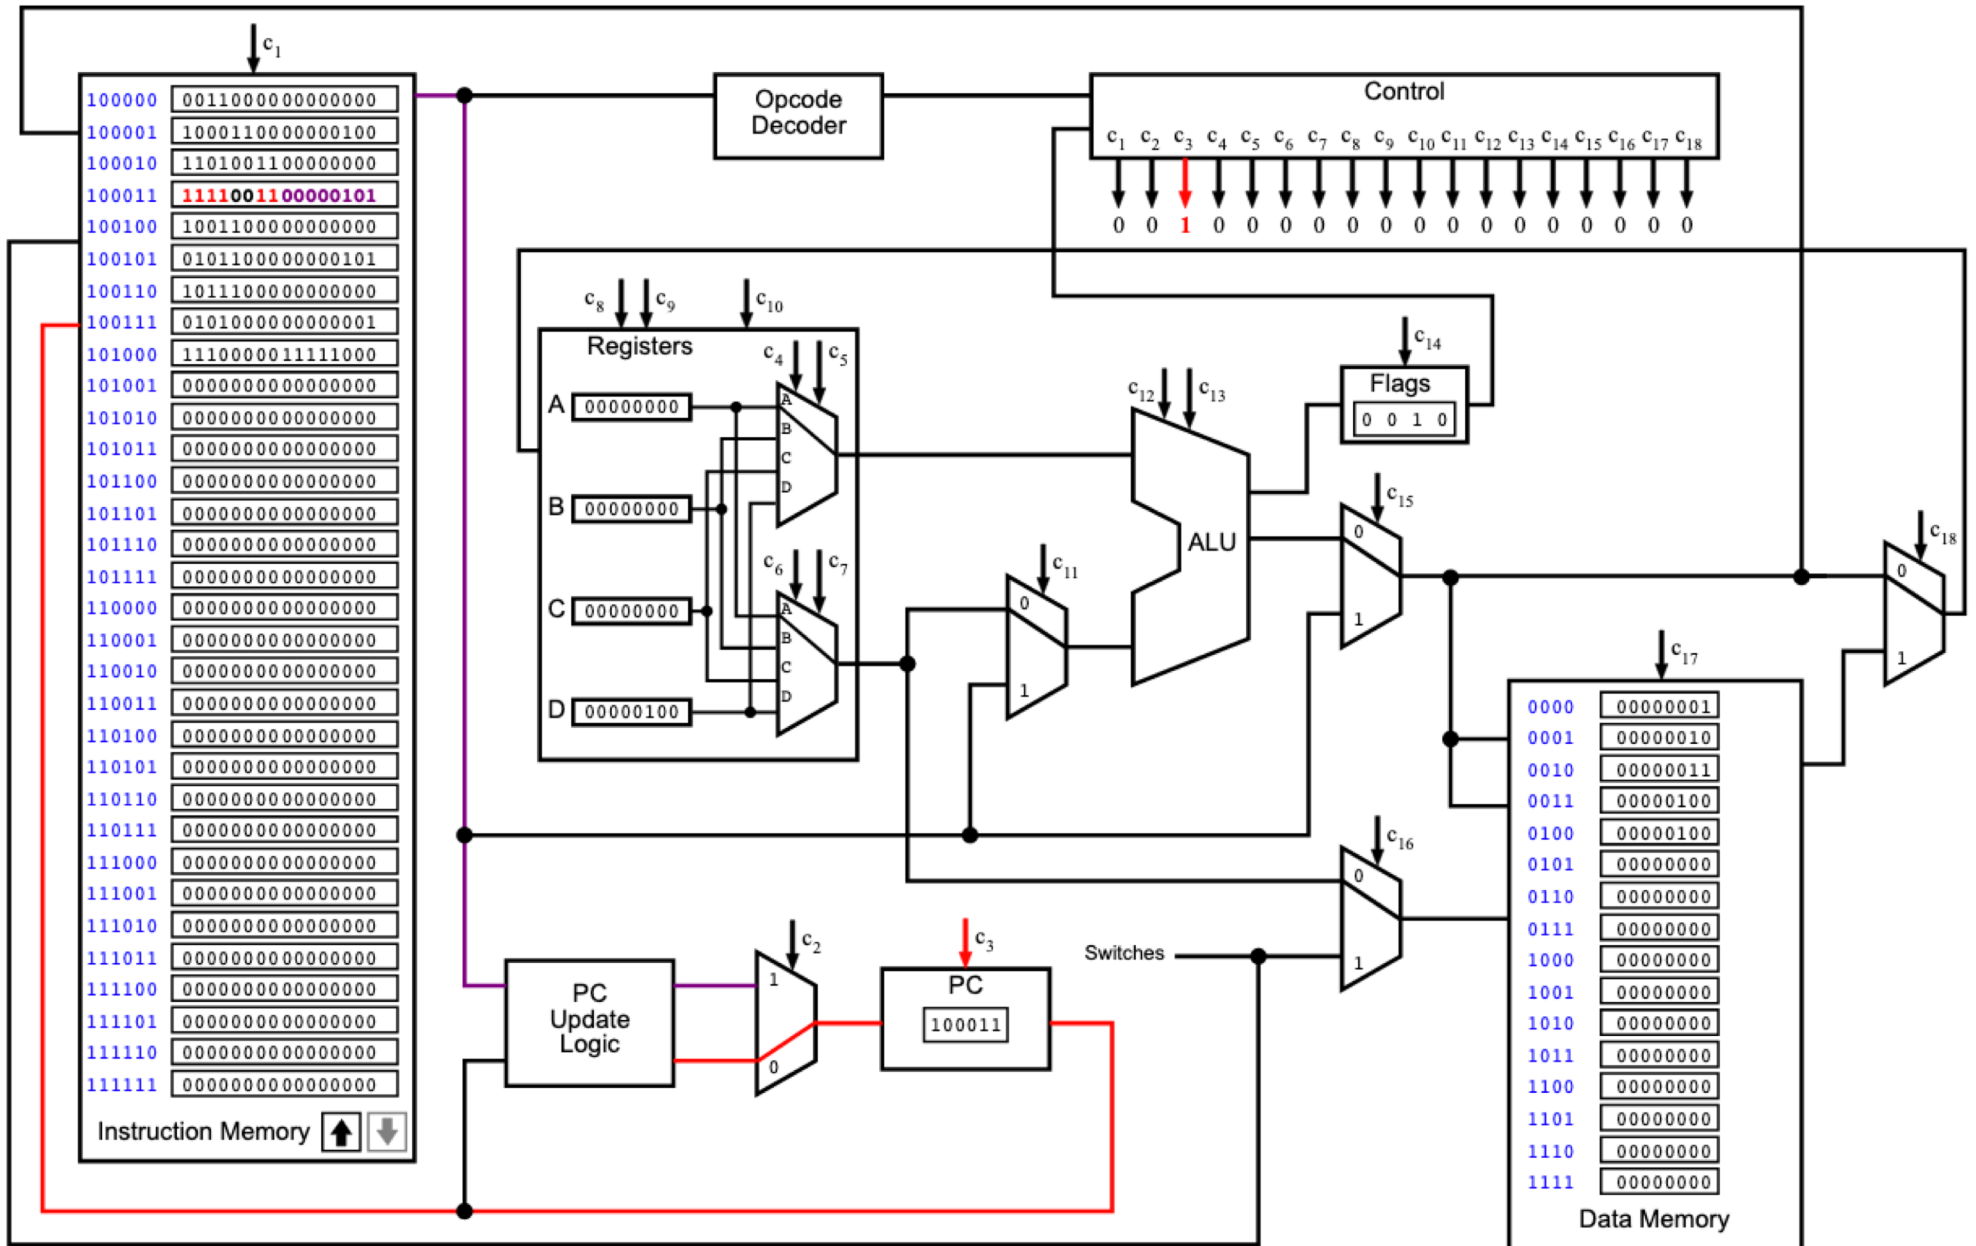 c1
100000 0011000000000000
100001 1000110000000100
100010 1101001100000000
100011 1111001100000101
100100 1001100000000000
100101 0101100000000101
100110 1011100000000000
100111 0101000000000001
101000 1110000011111000
101001 0000000000000000
101010 0000000000000000
101011 0000000000000000
101100 0000000000000000
101101 0000000000000000
101110 0000000000000000
101111 0000000000000000
110000 0000000000000000
110001 0000000000000000
110010 0000000000000000
110011 0000000000000000
110100 0000000000000000
110101 0000000000000000
110110 0000000000000000
110111 0000000000000000
111000 0000000000000000
111001 0000000000000000
111010 0000000000000000
111011 0000000000000000
111100 0000000000000000
111101 0000000000000000
111110 0000000000000000
111111 0000000000000000
Instruction Memory
Opcode
Decoder
Control
c1 c2 c3 c4 c5 c6 c7 c8 c9 c10 c11 c12 c13 c14 c15 c16 c17 c18
0 0 1 0 0 0 0 0 0 0 0 0 0 0 0 0 0 0
c8 c9 c10
Registers
c4 c5
A 00000000
B 00000000
C 00000000
D 00000100
A
B
C
D
c6 c7
A
B
C
D
c11
0
1
c12 c13
ALU
c14
Flags
0 0 1 0
c15
0
1
c16
0
1
Switches
c18
0
1
c17
0000 00000001
0001 00000010
0010 00000011
0011 00000100
0100 00000100
0101 00000000
0110 00000000
0111 00000000
1000 00000000
1001 00000000
1010 00000000
1011 00000000
1100 00000000
1101 00000000
1110 00000000
1111 00000000
Data Memory
PC
Update
Logic
c2
1
0
c3
PC
100011